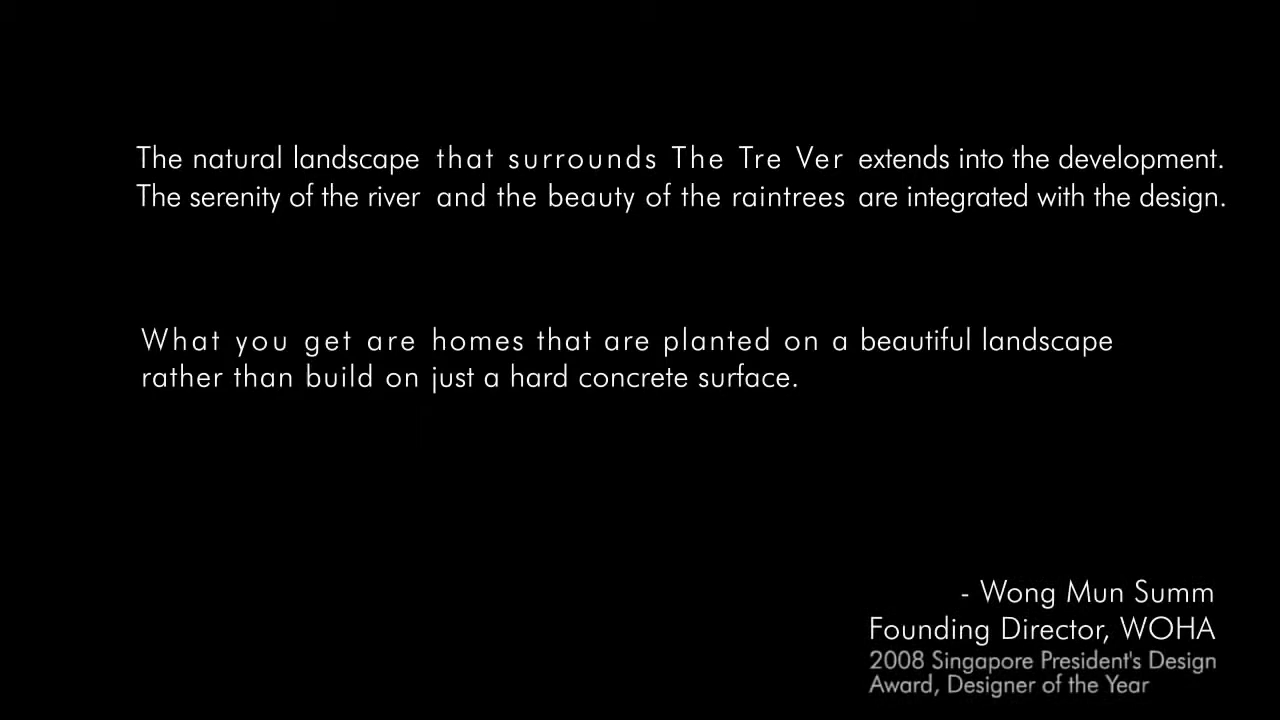 The natural landscape that surrounds The Tre Ver extends into the development.
The serenity of the river and the beauty of the raintrees are integrated with the design.
What you get are homes that are planted on a beautiful landscape
rather than build on just a hard concrete surface.
- Wong Mun Summ
Founding Director, WOHA
2008 Singapore President's Design
Award, Designer of the Year